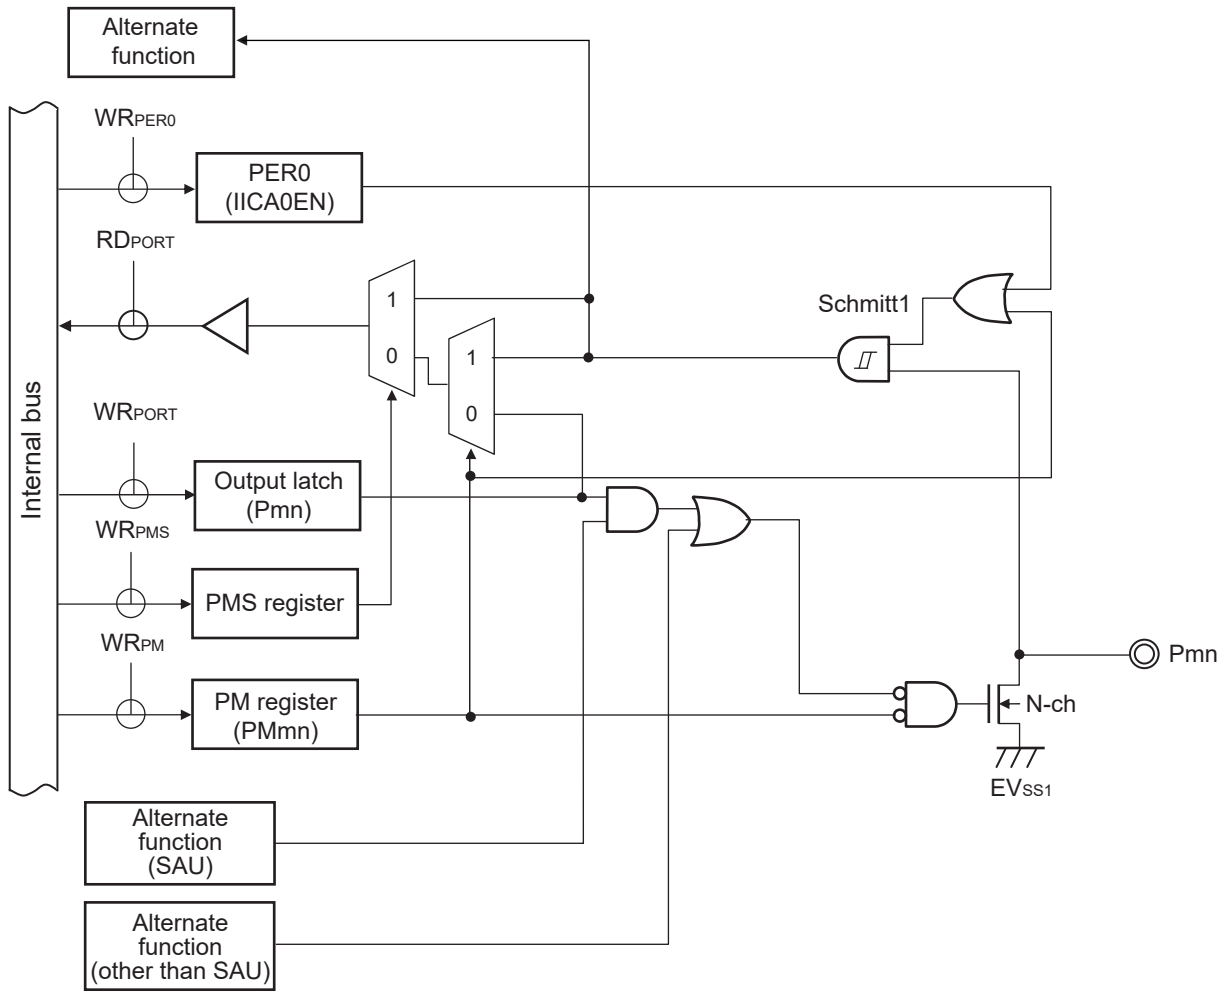 Alternate
function
WRPER0
PER0
(IICA0EN)
RDPORT
1
0
Schmitt1
1
0
Internal bus
WRPORT
Output latch
(Pmn)
WRPMS
PMS register
WRPM
PM register
(PMmn)
Pmn
N-ch
EVSS1
Alternate
function
(SAU)
Alternate
function
(other than SAU)